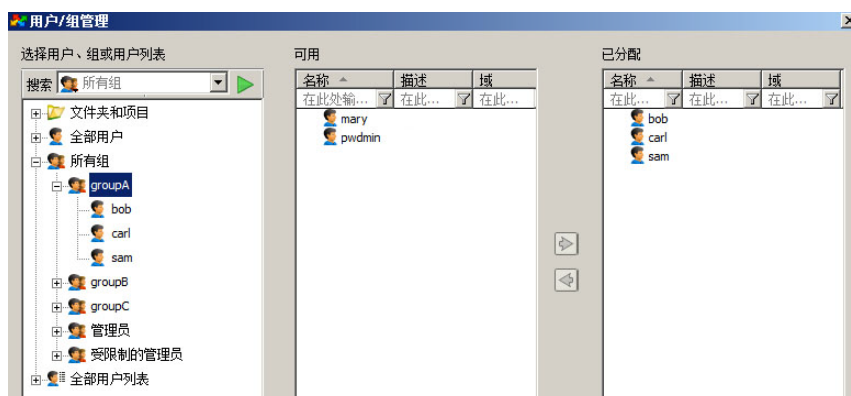 用户/组管理
选择用户、组或用户列表
搜索 所有组
文件夹和项目
全部用户
所有组
groupA
bob
carl
sam
groupB
groupC
管理员
受限制的管理员
全部用户列表
可用
名称 描述 域
在此处输... 在此... 在此...
mary
pwdmin
已分配
名称 描述 域
在此... 在此... 在此...
bob
carl
sam